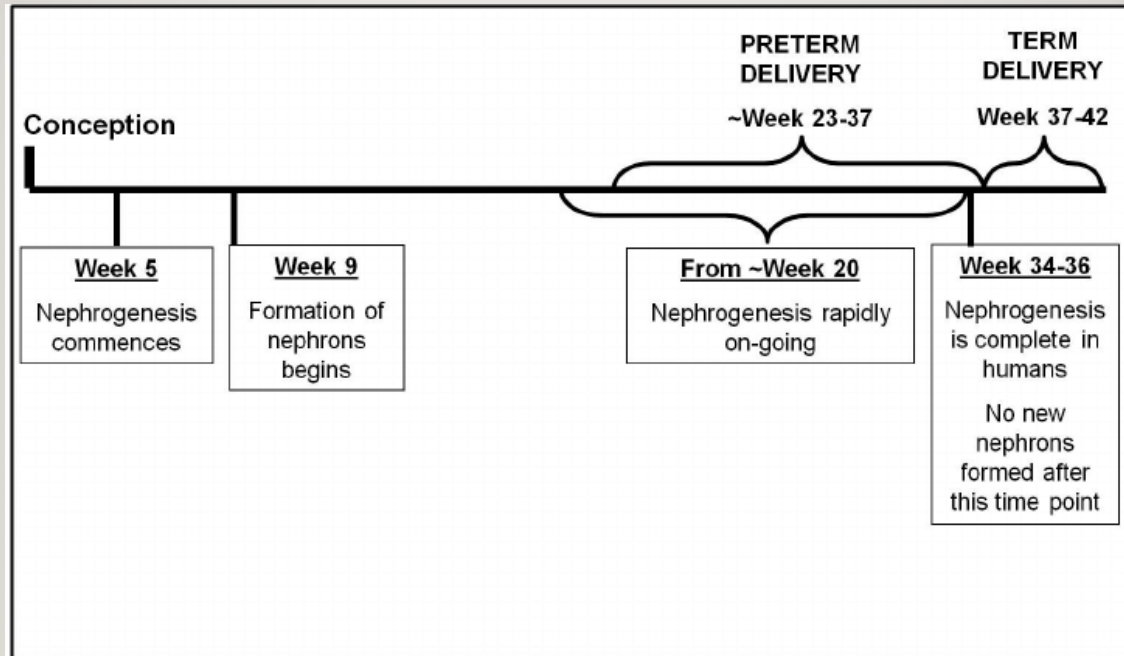 PRETERM
DELIVERY
~Week 23-37
TERM
DELIVERY
Week 37-42
Conception
Week 5
Nephrogenesis
commences
Week 9
Formation of
nephrons
begins
From ~Week 20
Nephrogenesis rapidly
on-going
Week 34-36
Nephrogenesis
is complete in
humans
No new
nephrons
formed after
this time point